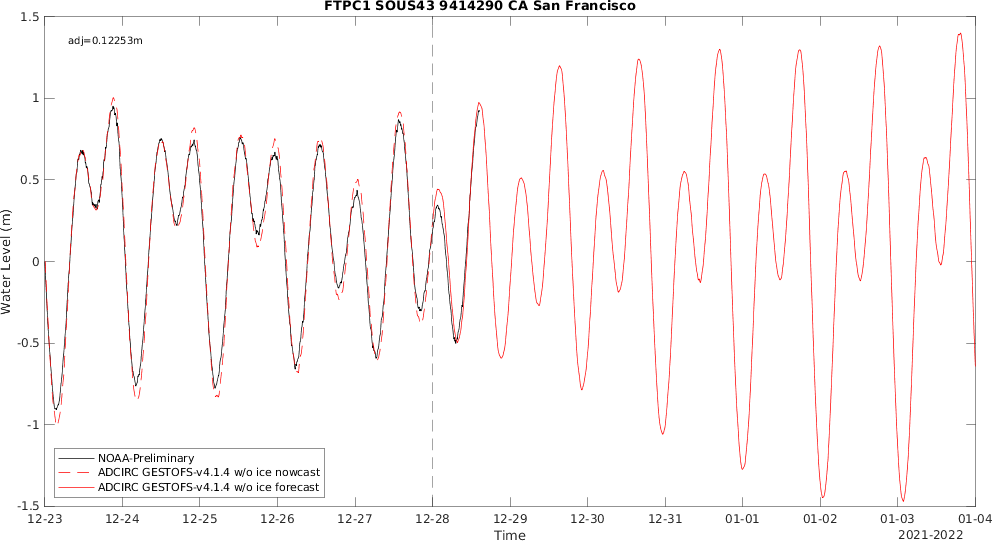 FTPC1 SOUS43 9414290 CA San Francisco
adj=0.12253m
1.5
1
0.5
0
-0.5
-1
-1.5
Water Level (m)
NOAA-Preliminary
ADCIRC GESTOFS-v4.1.4 w/o ice nowcast
ADCIRC GESTOFS-v4.1.4 w/o ice forecast
12-23 12-24 12-25 12-26 12-27 12-28 12-29 12-30 12-31 01-01 01-02 01-03 01-04
Time
2021-2022